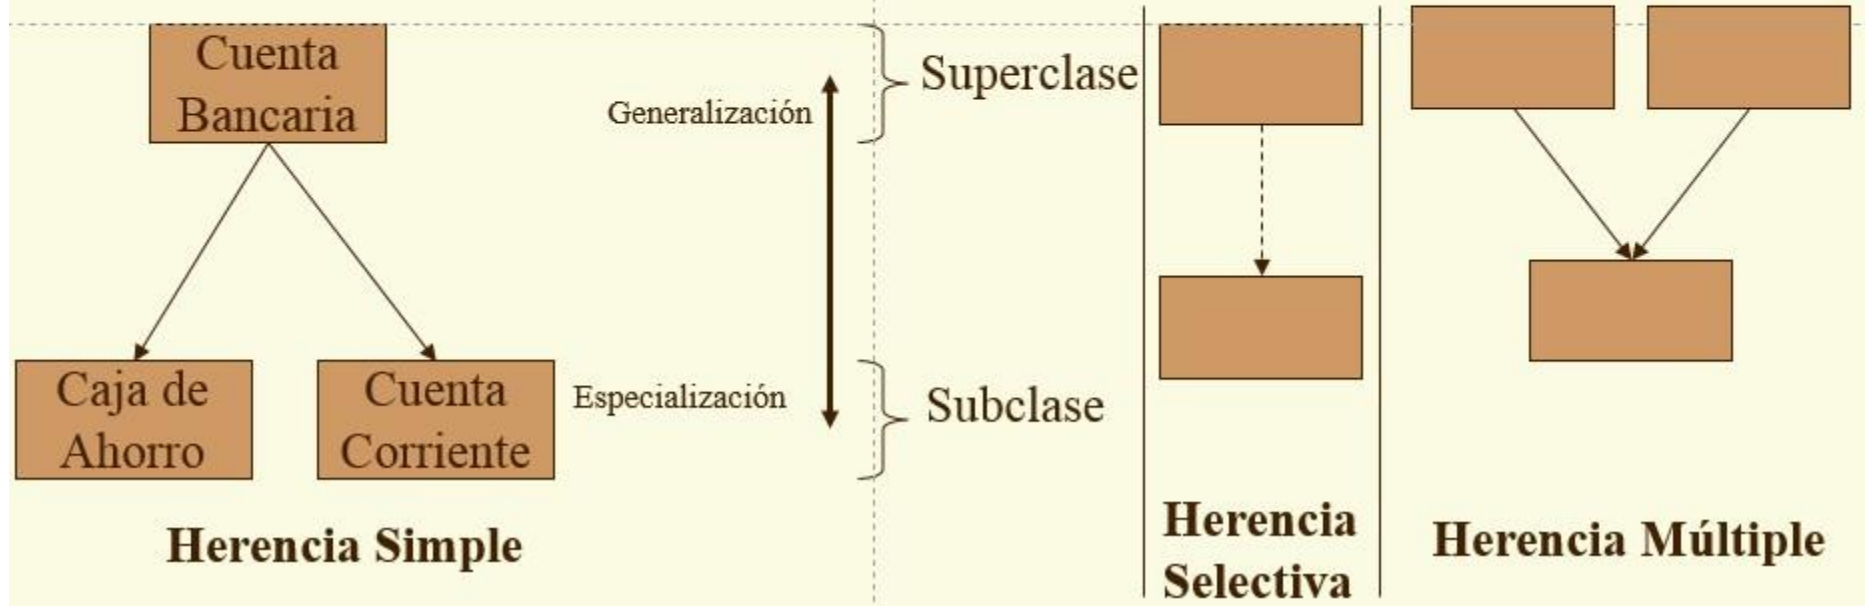 Cuenta
Bancaria
Generalización
Superclase
Caja de
Ahorro
Cuenta
Corriente
Especialización
Subclase
Herencia Simple
Herencia
Selectiva
Herencia Múltiple